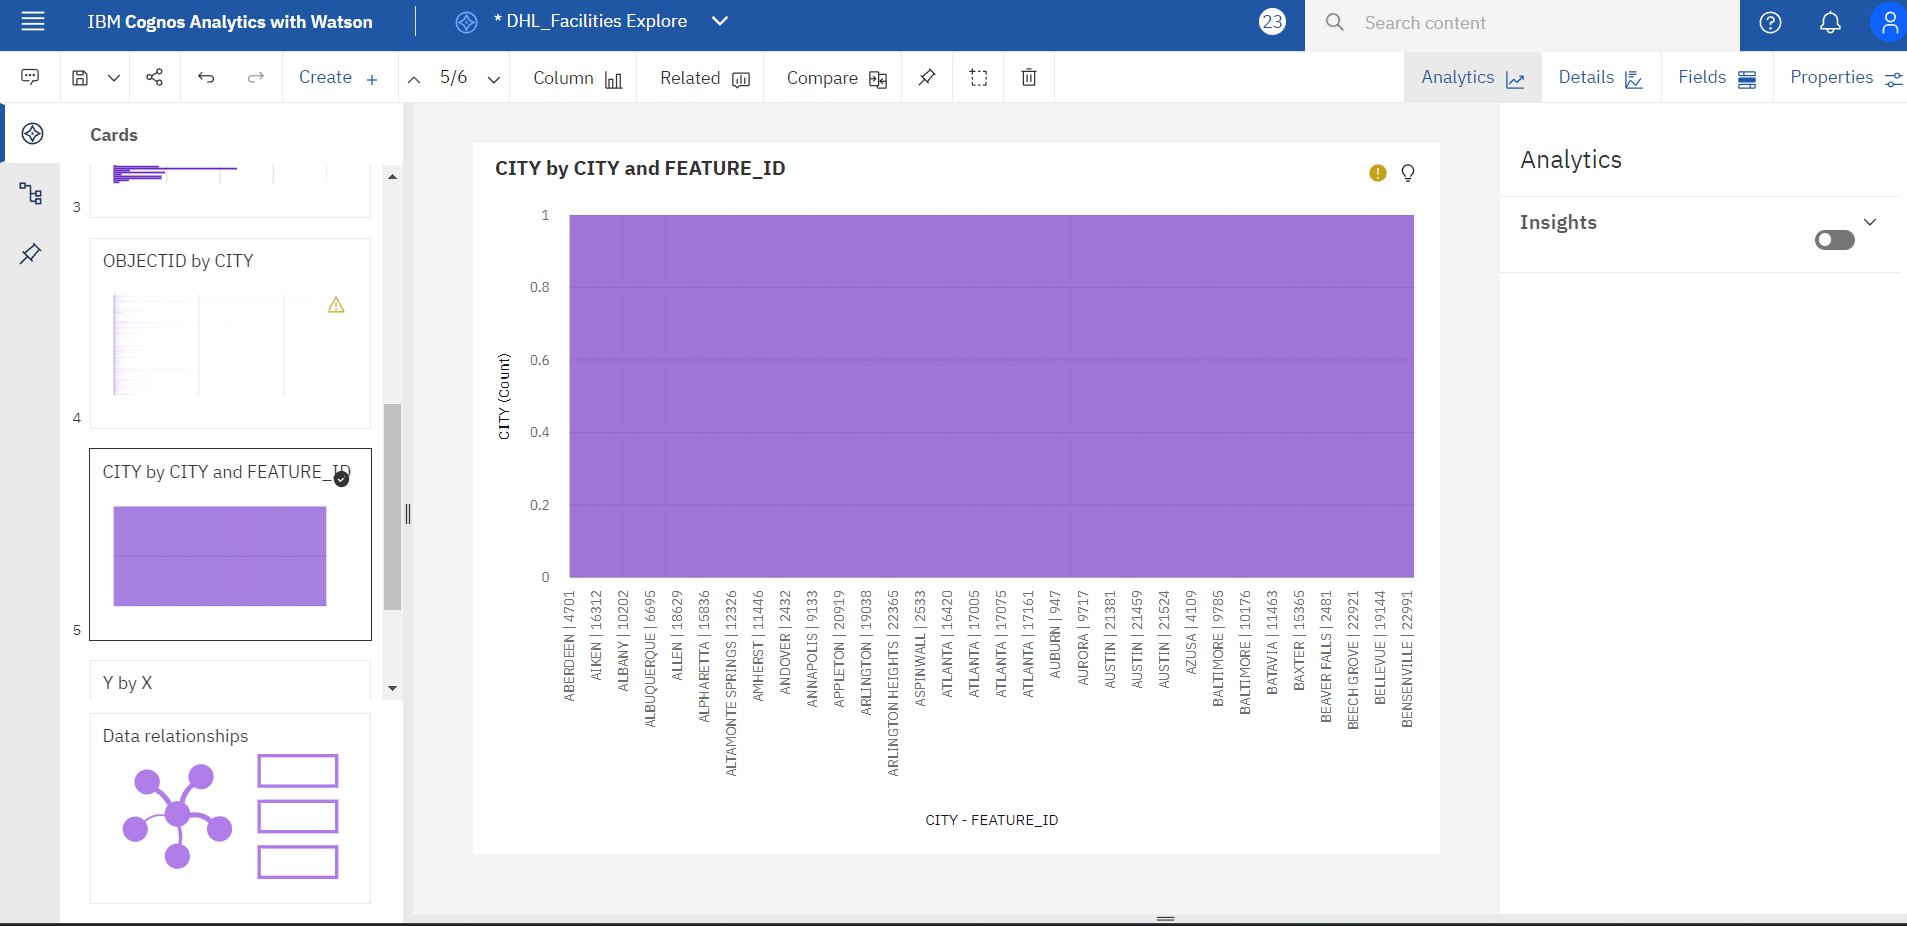 IBM Cognos Analytics with Watson
* DHL_Facilities Explore
23
Search content
Create
5/6
Column
Related
Compare
Analytics
Details
Fields
Properties
Cards
3
OBJECTID by CITY
4
CITY by CITY and FEATURE_ID
5
Y by X
Data relationships
CITY by CITY and FEATURE_ID
CITY (Count)
1
0.8
0.6
0.4
0.2
0
ABERDEEN | 4701
AIKEN | 16312
ALBANY | 10202
ALBUQUERQUE | 6695
ALLEN | 18629
ALPHARETTA | 15836
ALTAMONTE SPRINGS | 12326
AMHERST | 11446
ANDOVER | 2432
ANNAPOLIS | 9133
APPLETON | 20919
ARLINGTON | 19038
ARLINGTON HEIGHTS | 22365
ASPINWALL | 2533
ATLANTA | 16420
ATLANTA | 17005
ATLANTA | 17075
ATLANTA | 17161
AUBURN | 947
AURORA | 9717
AUSTIN | 21381
AUSTIN | 21459
AUSTIN | 21524
AZUSA | 4109
BALTIMORE | 9785
BALTIMORE | 10176
BATAVIA | 11463
BAXTER | 15365
BEAVER FALLS | 2481
BEECH GROVE | 22921
BELLEVUE | 19144
BENSENVILLE | 22991
CITY - FEATURE_ID
Analytics
Insights